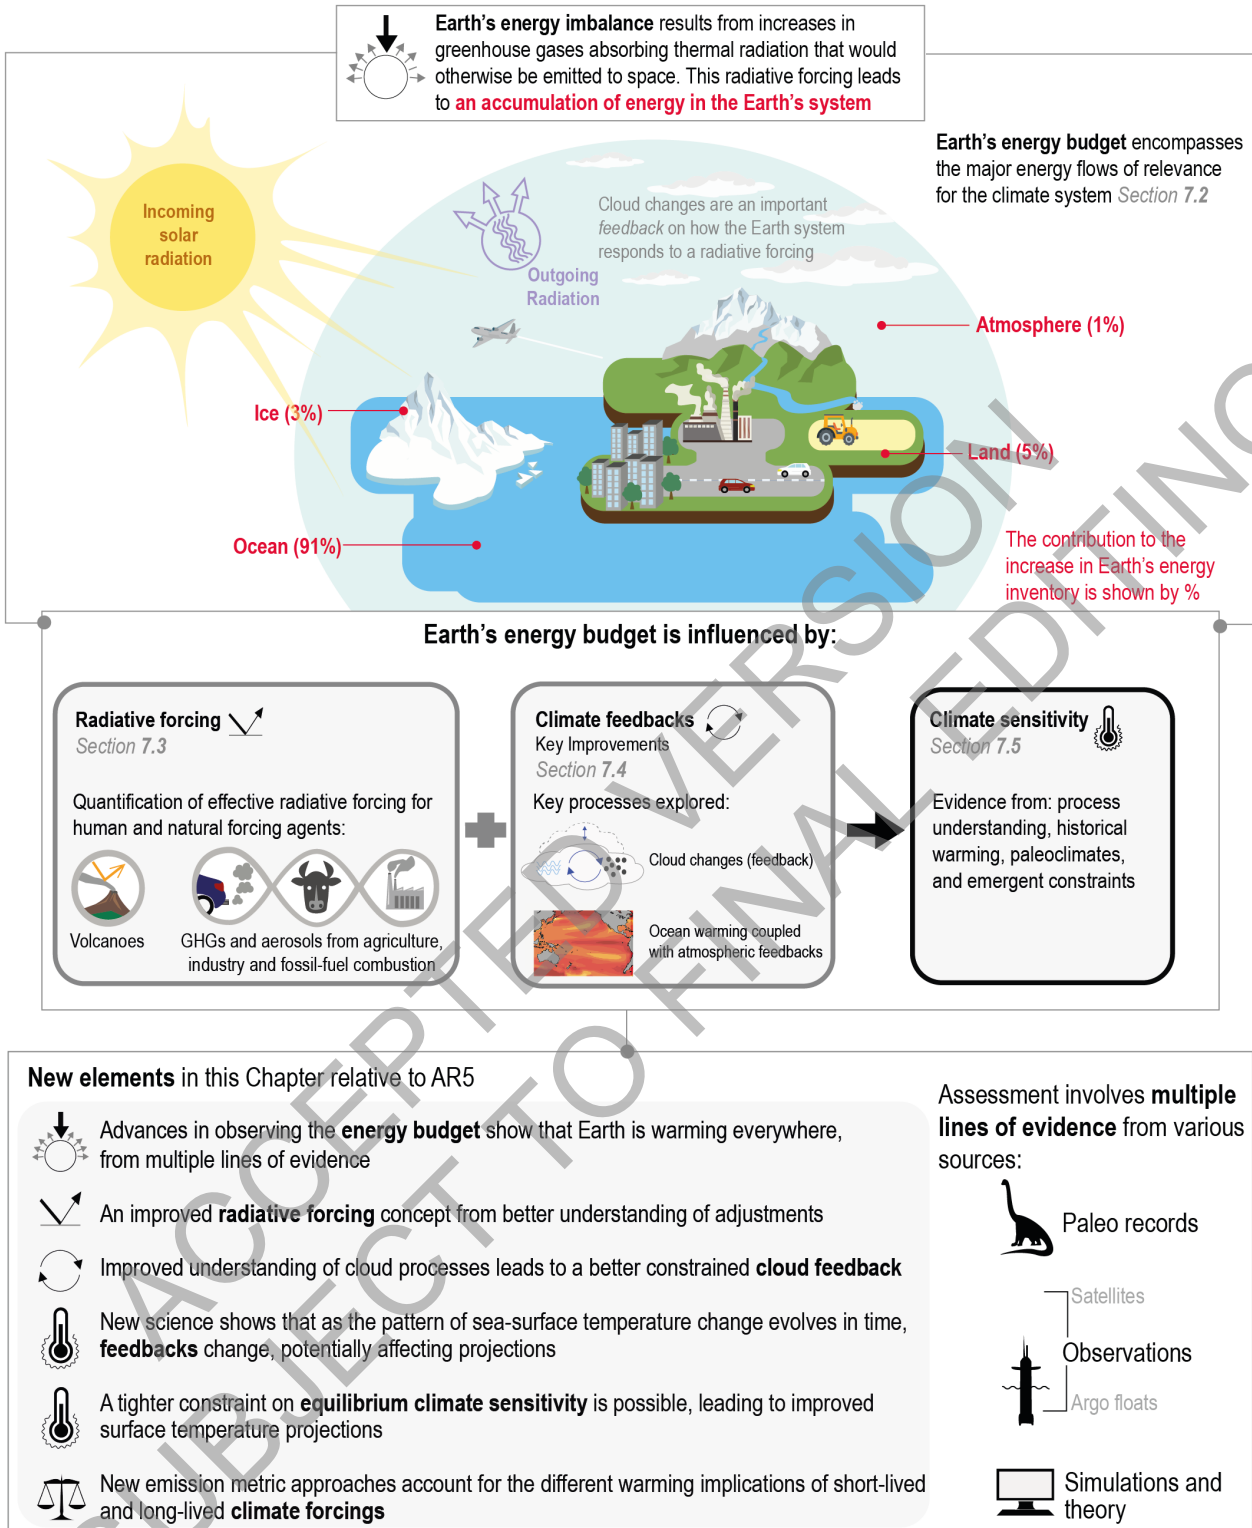 Earth's energy imbalance results from increases in
greenhouse gases absorbing thermal radiation that would
otherwise be emitted to space. This radiative forcing leads
to an accumulation of energy in the Earth's system
Earth's energy budget encompasses
the major energy flows of relevance
for the climate system Section 7.2
Incoming
solar
radiation
Cloud changes are an important
feedback on how the Earth system
responds to a radiative forcing
Outgoing
Radiation
Atmosphere (1%)
Ice (3%)
Land (5%)
Ocean (91%)
The contribution to the
increase in Earth's energy
inventory is shown by %
Earth's energy budget is influenced by:
Radiative forcing
Section 7.3
Quantification of effective radiative forcing for
human and natural forcing agents:
Volcanoes
GHGs and aerosols from agriculture,
industry and fossil-fuel combustion
Climate feedbacks
Key Improvements
Section 7.4
Key processes explored:
Cloud changes (feedback)
Ocean warming coupled
with atmospheric feedbacks
Climate sensitivity
Section 7.5
Evidence from: process
understanding, historical
warming, paleoclimates,
and emergent constraints
New elements in this Chapter relative to AR5
Advances in observing the energy budget show that Earth is warming everywhere,
from multiple lines of evidence
An improved radiative forcing concept from better understanding of adjustments
Improved understanding of cloud processes leads to a better constrained cloud feedback
New science shows that as the pattern of sea-surface temperature change evolves in time,
feedbacks change, potentially affecting projections
A tighter constraint on equilibrium climate sensitivity is possible, leading to improved
surface temperature projections
New emission metric approaches account for the different warming implications of short-lived
and long-lived climate forcings
Assessment involves multiple
lines of evidence from various
sources:
Paleo records
Satellites
Observations
Argo floats
Simulations and
theory
ACCEPTED VERSION
SUBJECT TO FINAL EDITING